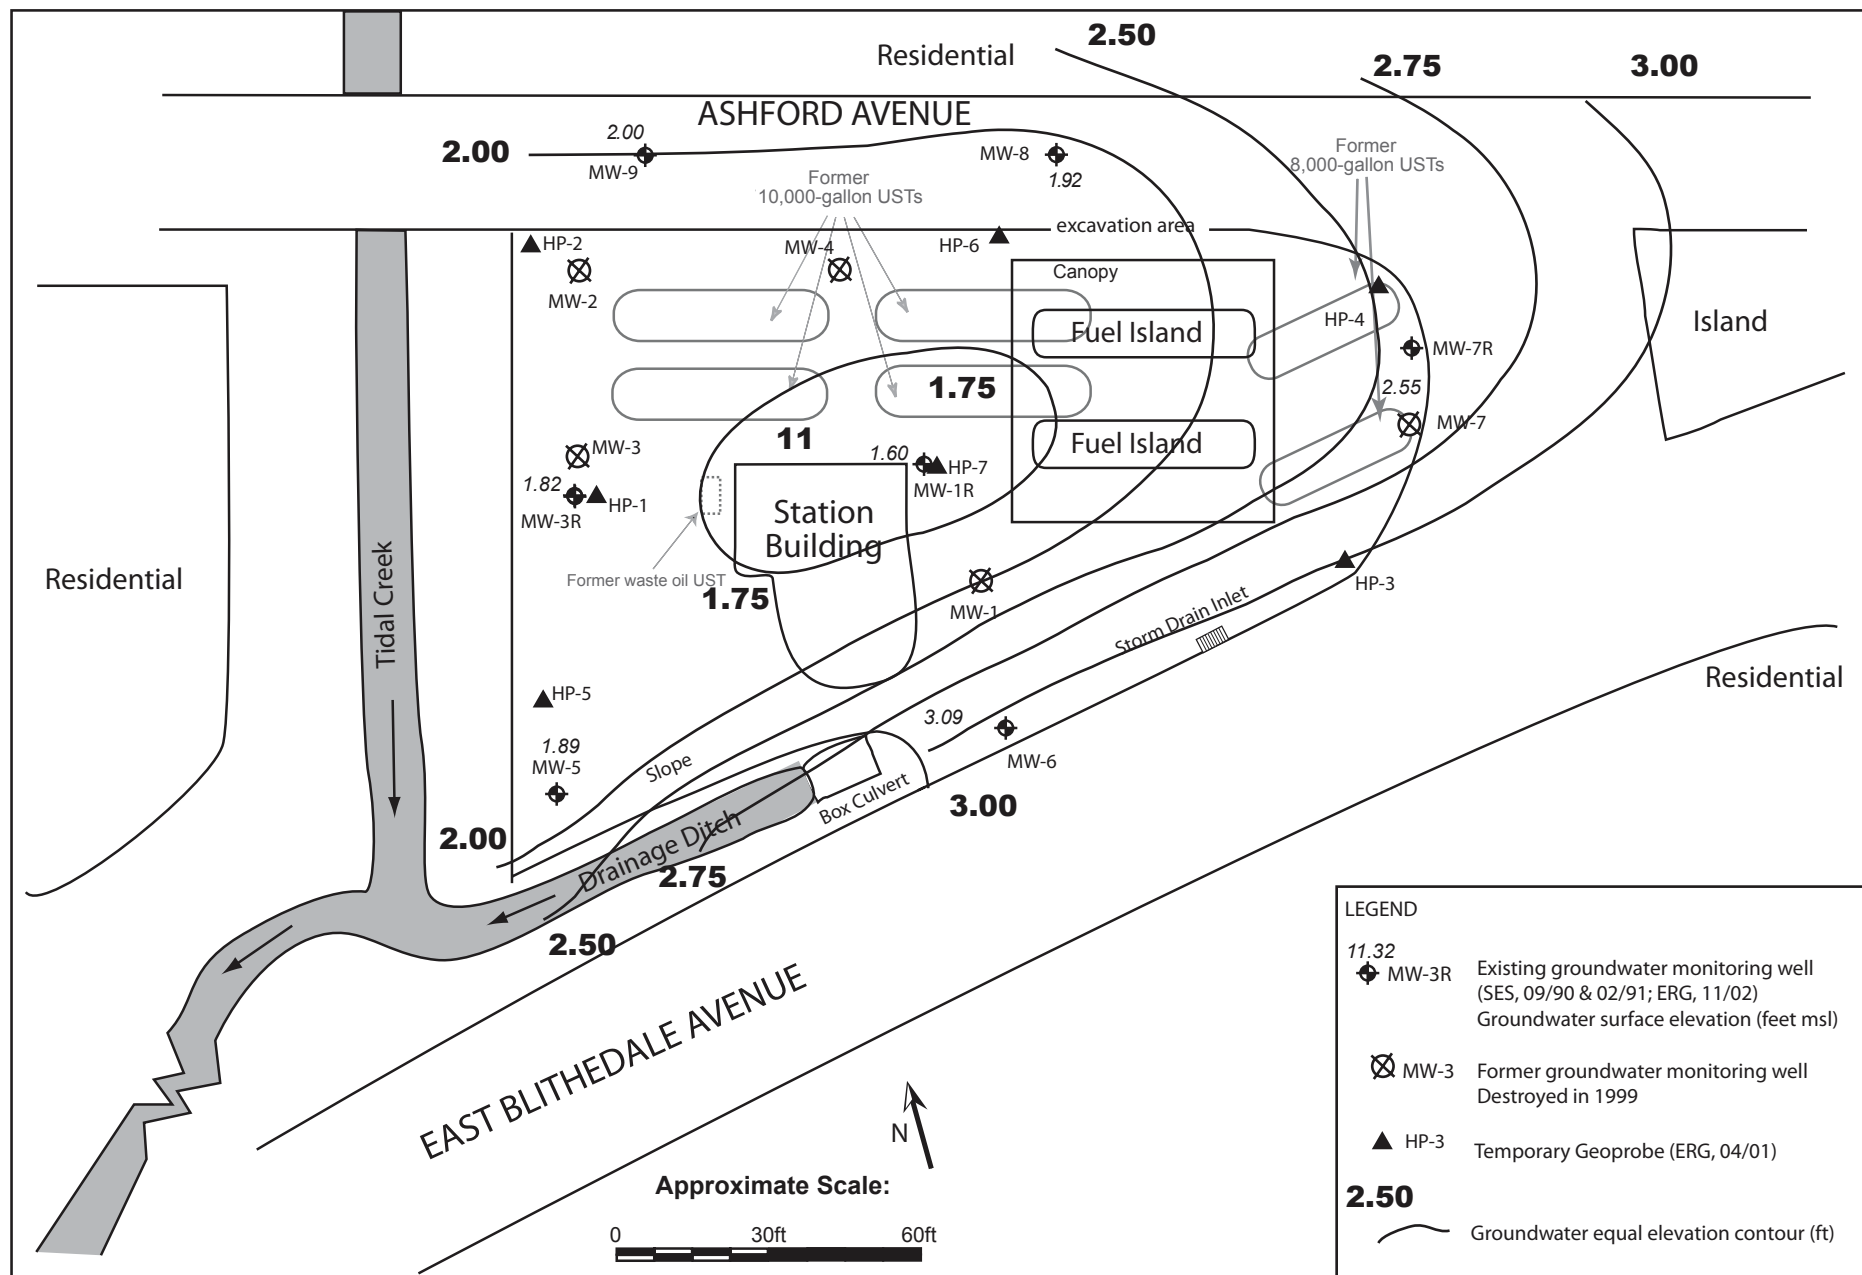 2.50
Residential
2.75
3.00
ASHFORD AVENUE
2.00
2.00
MW-9
MW-8
1.92
Former
8,000-gallon USTs
Former
10,000-gallon USTs
excavation area
HP-2
MW-2
MW-4
HP-6
Canopy
Fuel Island
HP-4
MW-7R
Island
1.75
2.55
MW-7
11
Fuel Island
MW-3
1.82
HP-1
MW-3R
1.60
HP-7
MW-1R
Station
Building
Former waste oil UST
1.75
MW-1
HP-3
Storm Drain Inlet
Residential
Tidal Creek
Residential
HP-5
1.89
MW-5
Slope
3.09
MW-6
Box Culvert
3.00
2.00
Drainage Ditch
2.75
2.50
EAST BLITHEDALE AVENUE
N
Approximate Scale:
0 30ft 60ft
LEGEND
11.32
MW-3R Existing groundwater monitoring well
(SES, 09/90 & 02/91; ERG, 11/02)
Groundwater surface elevation (feet msl)
MW-3 Former groundwater monitoring well
Destroyed in 1999
HP-3 Temporary Geoprobe (ERG, 04/01)
2.50
Groundwater equal elevation contour (ft)